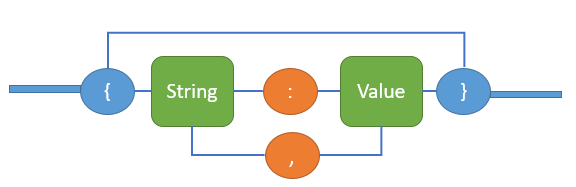 { String : Value }
,